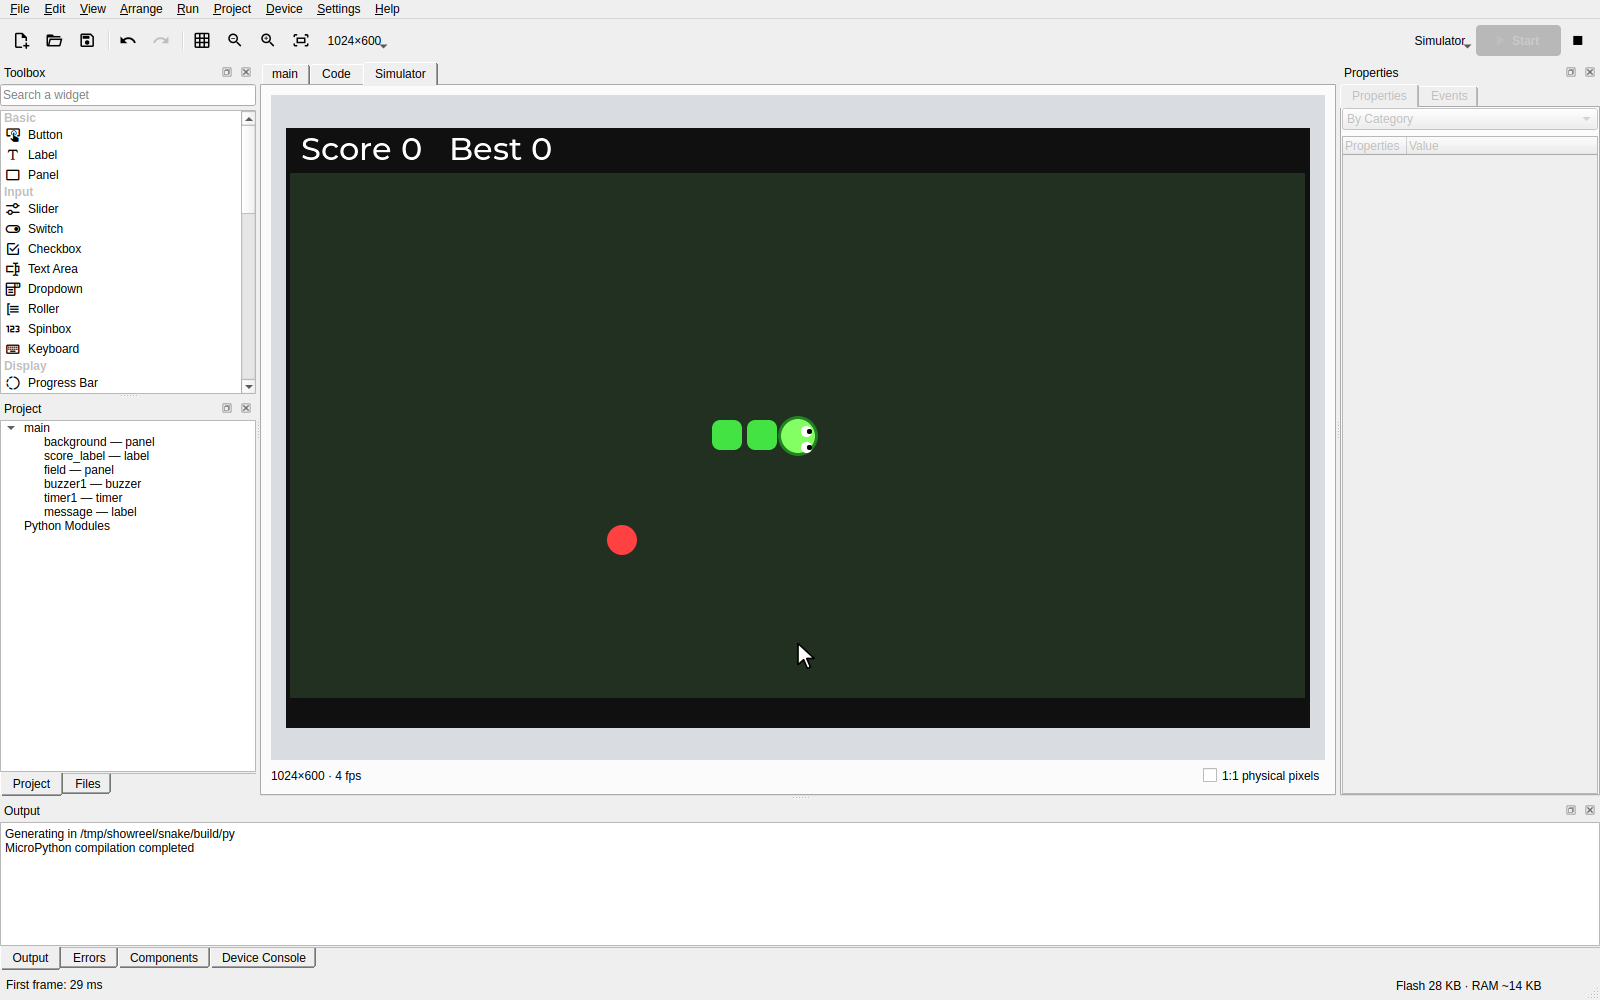 File Edit View Arrange Run Project Device Settings Help
1024×600
Simulator
Start
Toolbox
Search a widget
Basic
Button
Label
Panel
Input
Slider
Switch
Checkbox
Text Area
Dropdown
Roller
123 Spinbox
Keyboard
Display
Progress Bar
Project
main
background — panel
score_label — label
field — panel
buzzer1 — buzzer
timer1 — timer
message — label
Python Modules
Project Files
main Code Simulator
Score 0 Best 0
1024×600 · 4 fps
1:1 physical pixels
Properties
Properties Events
By Category
Properties Value
Output
Generating in /tmp/showreel/snake/build/py
MicroPython compilation completed
Output Errors Components Device Console
First frame: 29 ms
Flash 28 KB · RAM ~14 KB